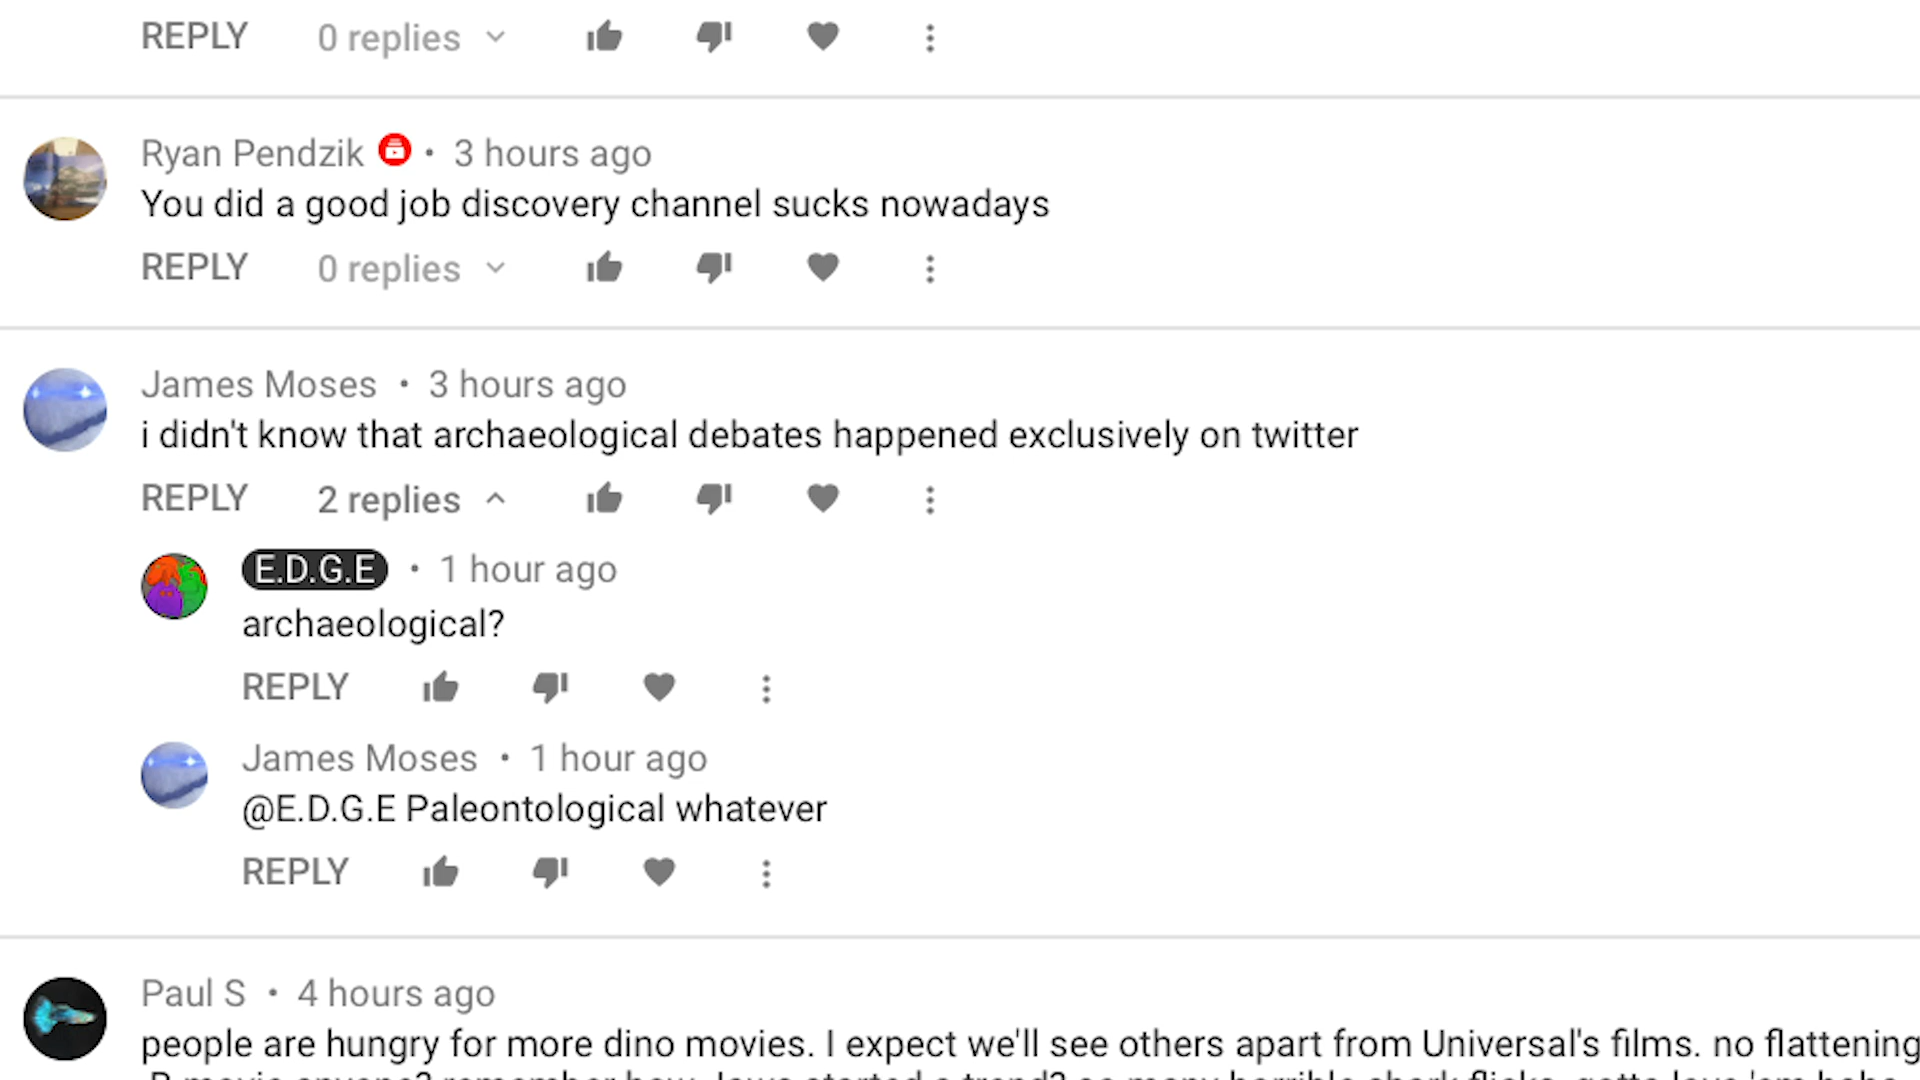 REPLY 0 replies
Ryan Pendzik • 3 hours ago
You did a good job discovery channel sucks nowadays
REPLY 0 replies
James Moses • 3 hours ago
i didn't know that archaeological debates happened exclusively on twitter
REPLY 2 replies
E.D.G.E • 1 hour ago
archaeological?
REPLY
James Moses • 1 hour ago
@E.D.G.E Paleontological whatever
REPLY
Paul S • 4 hours ago
people are hungry for more dino movies. I expect we'll see others apart from Universal's films. no flattening